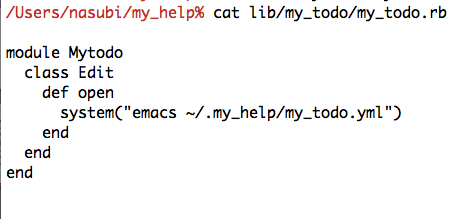 /Users/nasubi/my_help% cat lib/my_todo/my_todo.rb
module Mytodo
  class Edit
    def open
      system("emacs ~/.my_help/my_todo.yml")
    end
  end
end